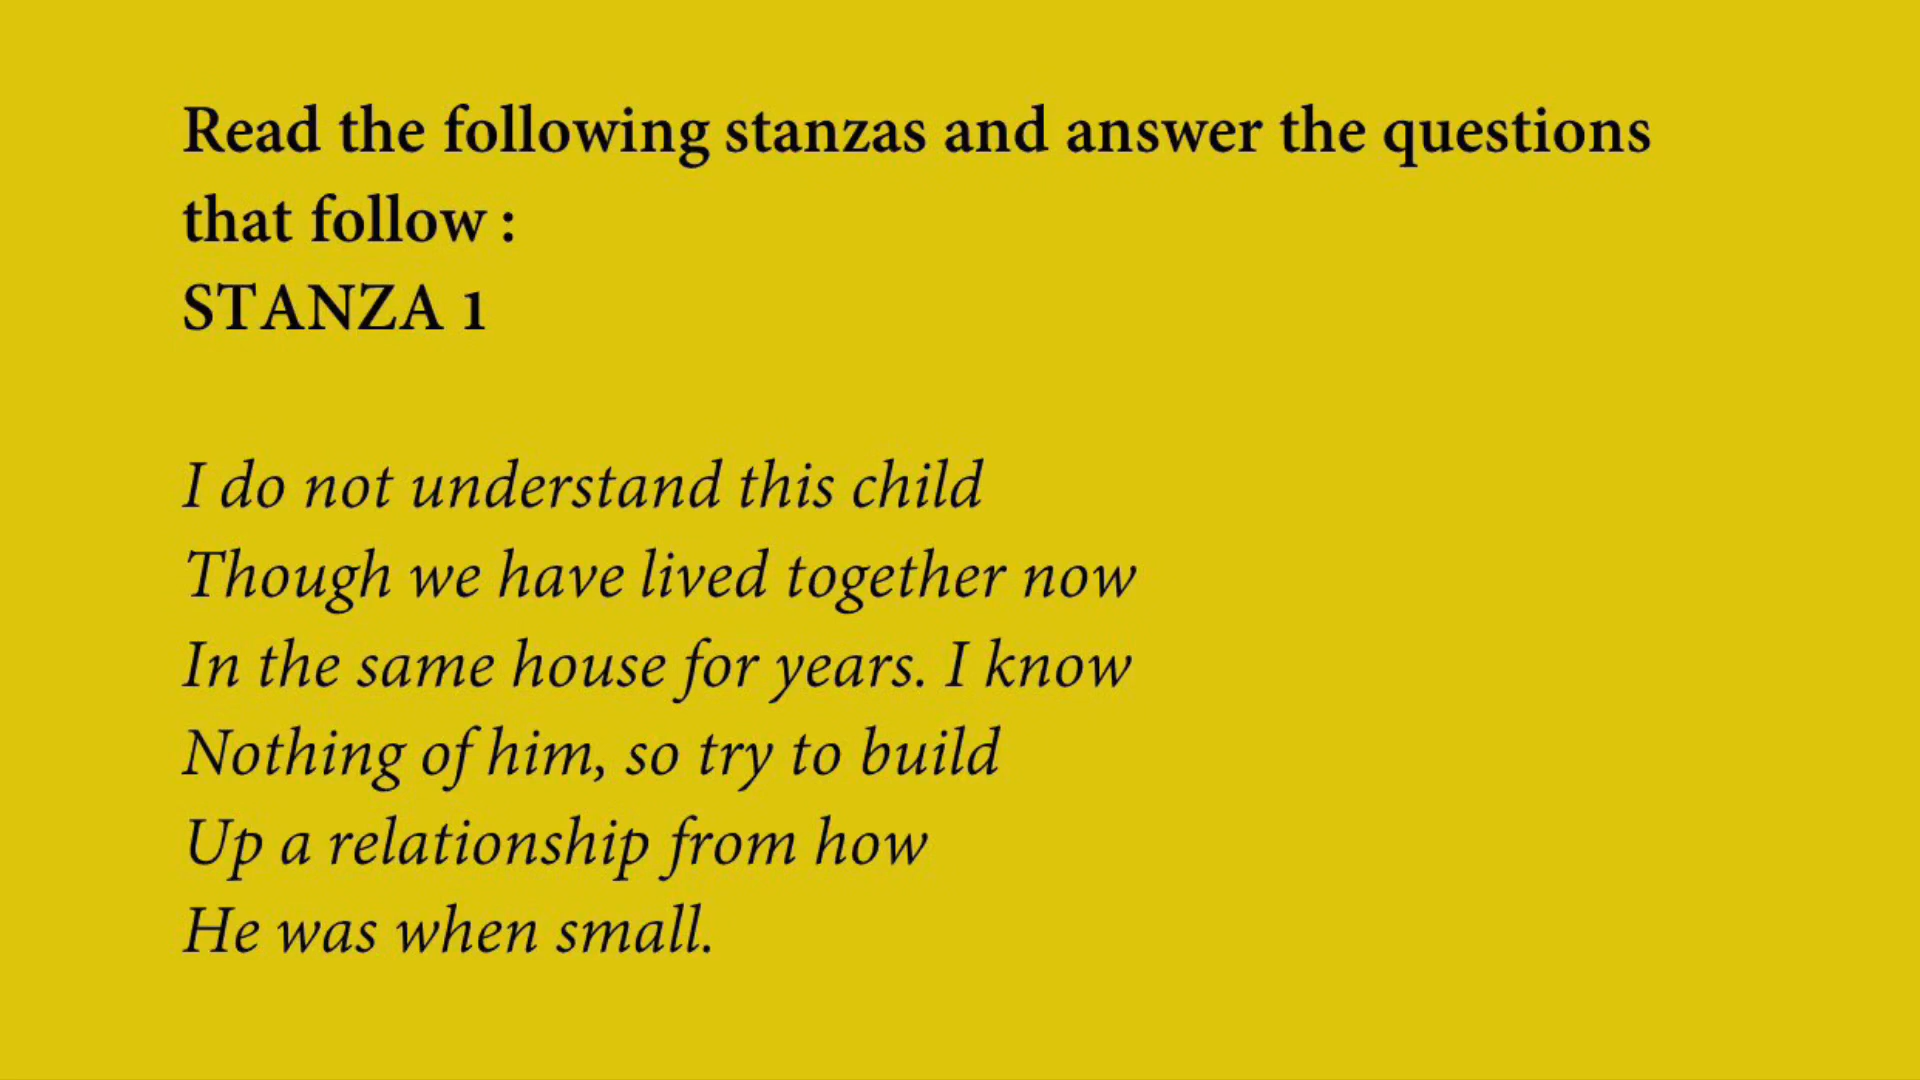 Read the following stanzas and answer the questions
that follow :
STANZA 1
I do not understand this child
Though we have lived together now
In the same house for years. I know
Nothing of him, so try to build
Up a relationship from how
He was when small.